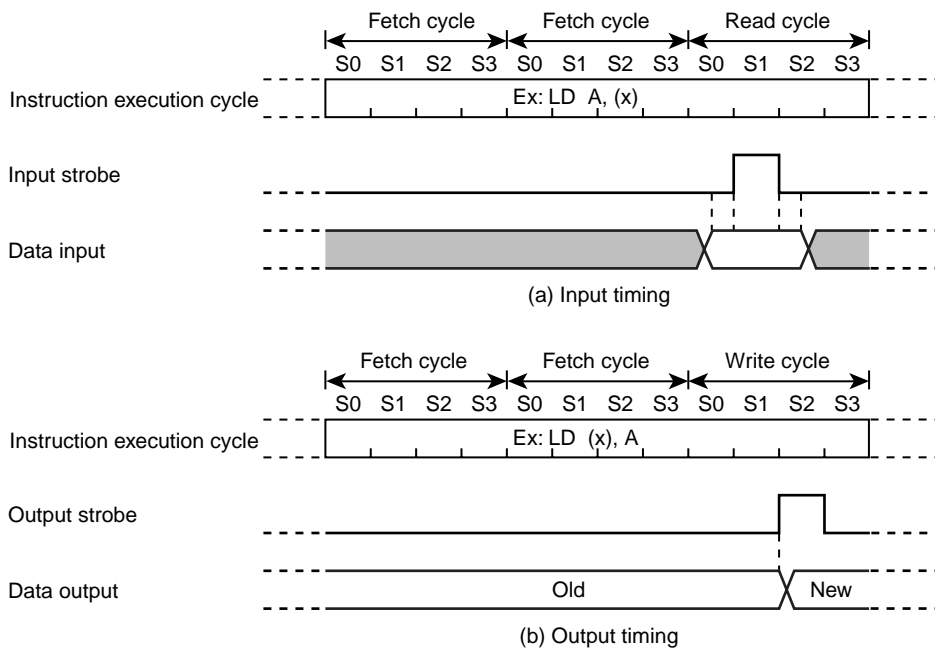 Fetch cycle Fetch cycle Read cycle
S0 S1 S2 S3 S0 S1 S2 S3 S0 S1 S2 S3
Instruction execution cycle Ex: LD A, (x)
Input strobe
Data input
(a) Input timing
Fetch cycle Fetch cycle Write cycle
S0 S1 S2 S3 S0 S1 S2 S3 S0 S1 S2 S3
Instruction execution cycle Ex: LD (x), A
Output strobe
Data output Old New
(b) Output timing